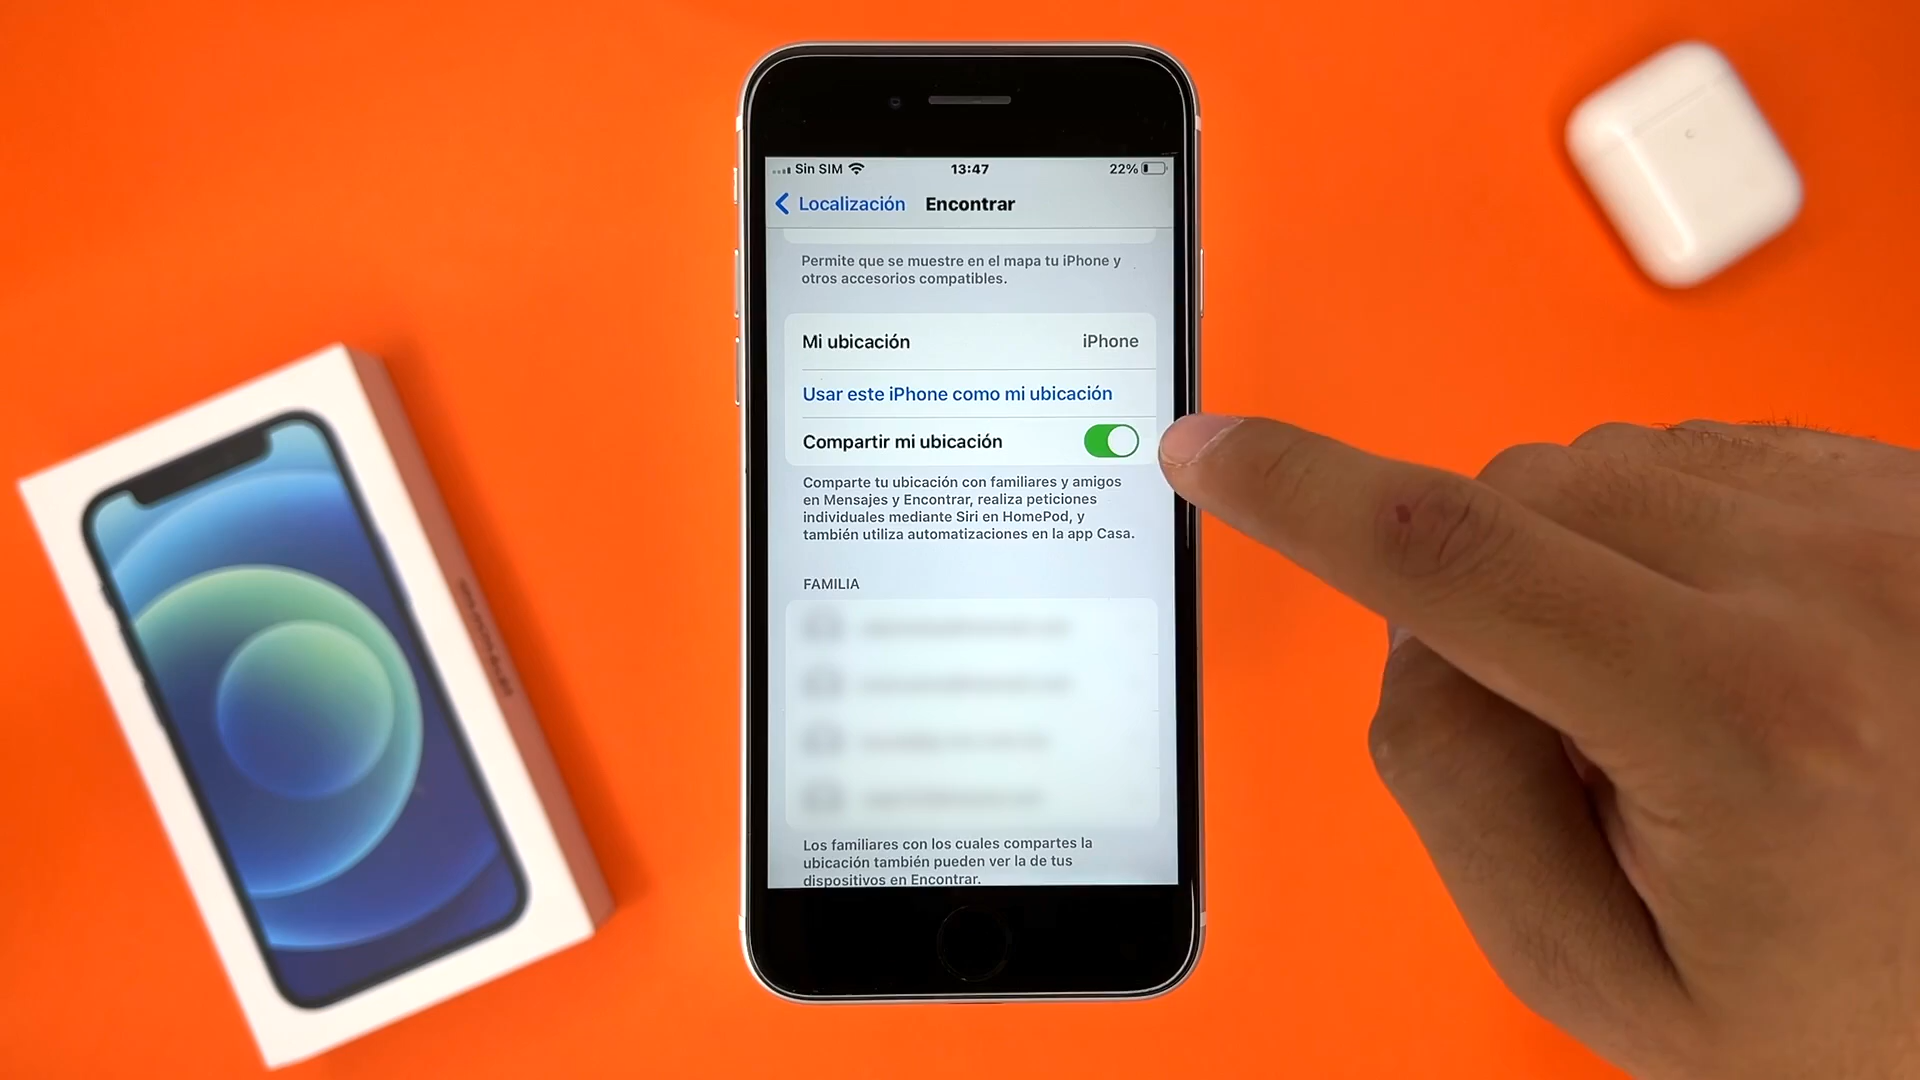 Sin SIM
13:47
22%
Localización
Encontrar
Permite que se muestre en el mapa tu iPhone y
otros accesorios compatibles.
Mi ubicación
iPhone
Usar este iPhone como mi ubicación
Compartir mi ubicación
Comparte tu ubicación con familiares y amigos
en Mensajes y Encontrar, realiza peticiones
individuales mediante Siri en HomePod, y
también utiliza automatizaciones en la app Casa.
FAMILIA
Los familiares con los cuales compartes la
ubicación también pueden ver la de tus
dispositivos en Encontrar.